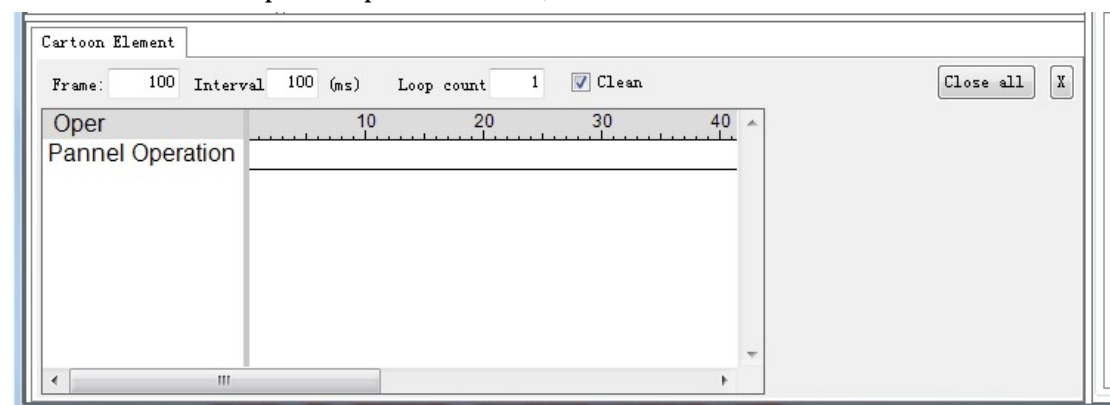 Cartoon Element
Frame: 100 Interval 100 (ms) Loop count 1 Clean Close all X
Oper 10 20 30 40
Pannel Operation